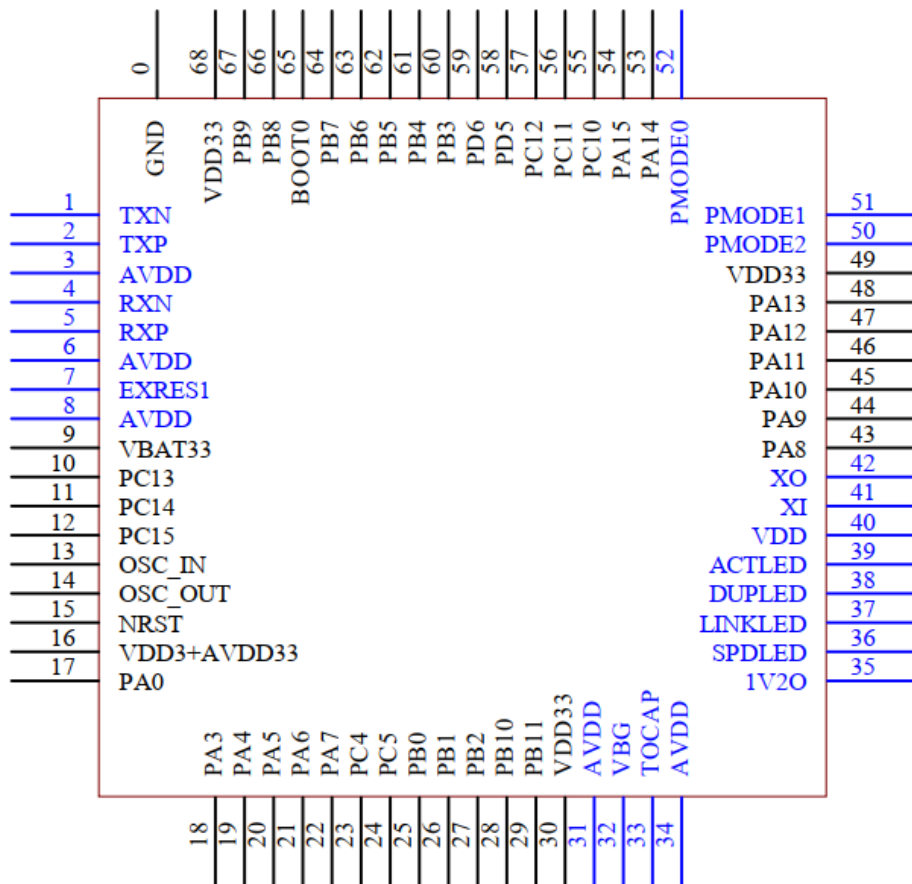 0 GND
68 VDD33
67 PB9
66 PB8
65 BOOT0
64 PB7
63 PB6
62 PB5
61 PB4
60 PB3
59 PD6
58 PD5
57 PC12
56 PC11
55 PC10
54 PA15
53 PA14
52 PMODE0
1 TXN
2 TXP
3 AVDD
4 RXN
5 RXP
6 AVDD
7 EXRES1
8 AVDD
9 VBAT33
10 PC13
11 PC14
12 PC15
13 OSC_IN
14 OSC_OUT
15 NRST
16 VDD3+AVDD33
17 PA0
PMODE1 51
PMODE2 50
VDD33 49
PA13 48
PA12 47
PA11 46
PA10 45
PA9 44
PA8 43
XO 42
XI 41
VDD 40
ACTLED 39
DUPLED 38
LINKLED 37
SPDLED 36
1V2O 35
PA3 18
PA4 19
PA5 20
PA6 21
PA7 22
PC4 23
PC5 24
PB0 25
PB1 26
PB2 27
PB10 28
PB11 29
VDD33 30
AVDD 31
VBG 32
TOCAP 33
AVDD 34